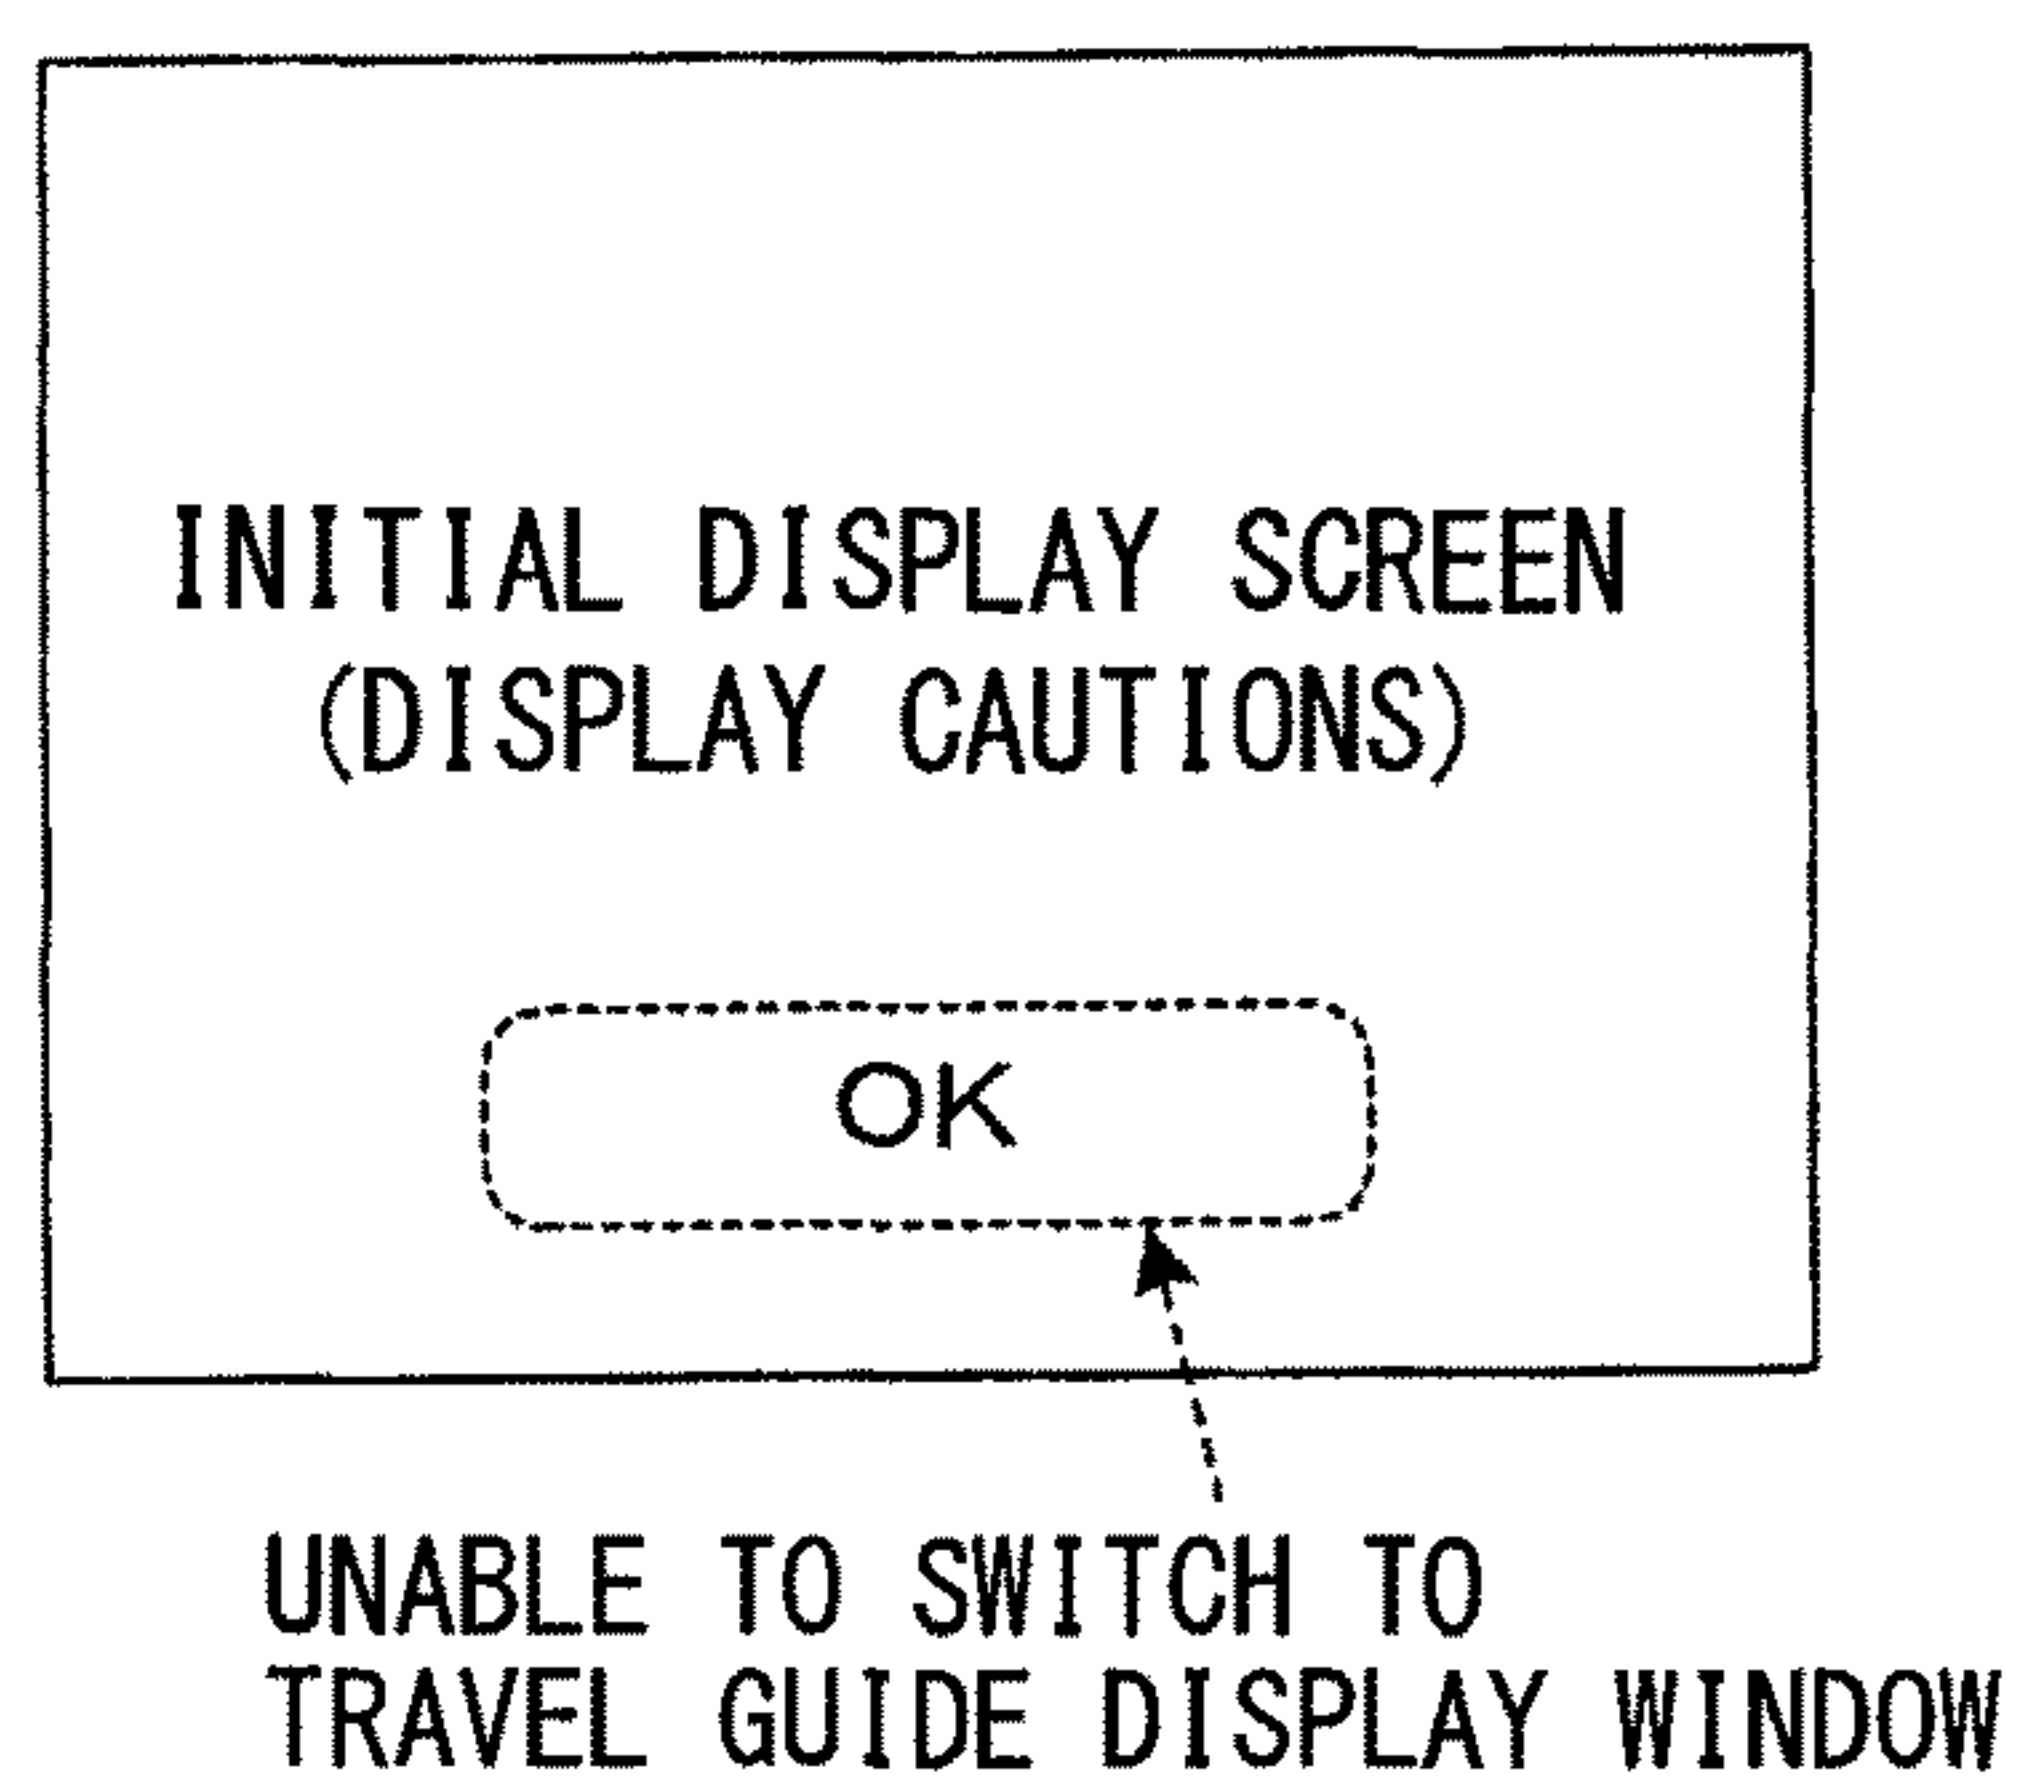 INITIAL DISPLAY SCREEN
(DISPLAY CAUTIONS)
OK
UNABLE TO SWITCH TO
TRAVEL GUIDE DISPLAY WINDOW